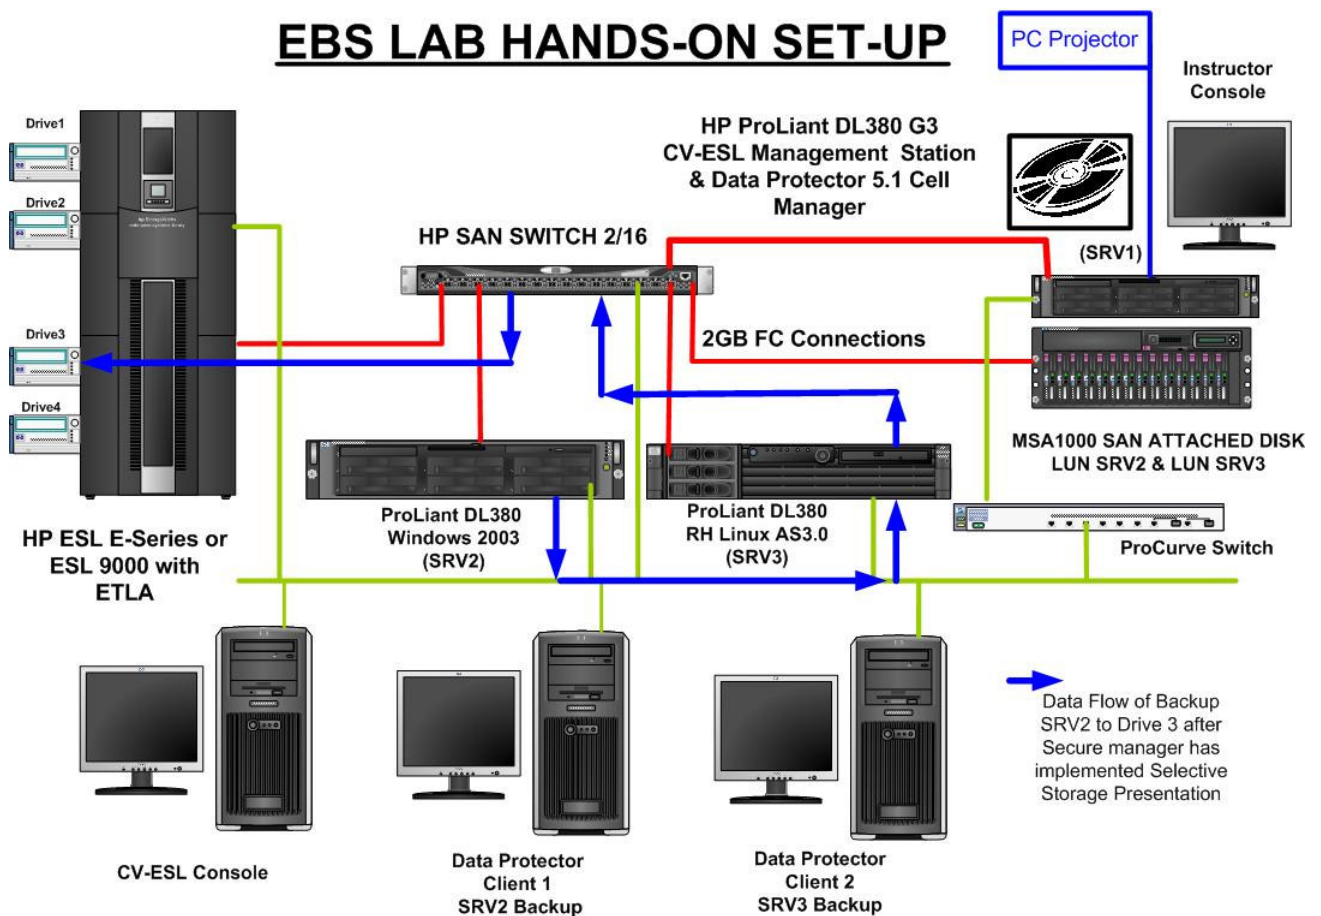 EBS LAB HANDS-ON SET-UP
PC Projector
Instructor
Console
Drive1
Drive2
Drive3
Drive4
HP ProLiant DL380 G3
CV-ESL Management Station
& Data Protector 5.1 Cell
Manager
(SRV1)
HP SAN SWITCH 2/16
2GB FC Connections
MSA1000 SAN ATTACHED DISK
LUN SRV2 & LUN SRV3
ProLiant DL380
Windows 2003
(SRV2)
ProLiant DL380
RH Linux AS3.0
(SRV3)
ProCurve Switch
HP ESL E-Series or
ESL 9000 with
ETLA
Data Flow of Backup
SRV2 to Drive 3 after
Secure manager has
implemented Selective
Storage Presentation
CV-ESL Console
Data Protector
Client 1
SRV2 Backup
Data Protector
Client 2
SRV3 Backup